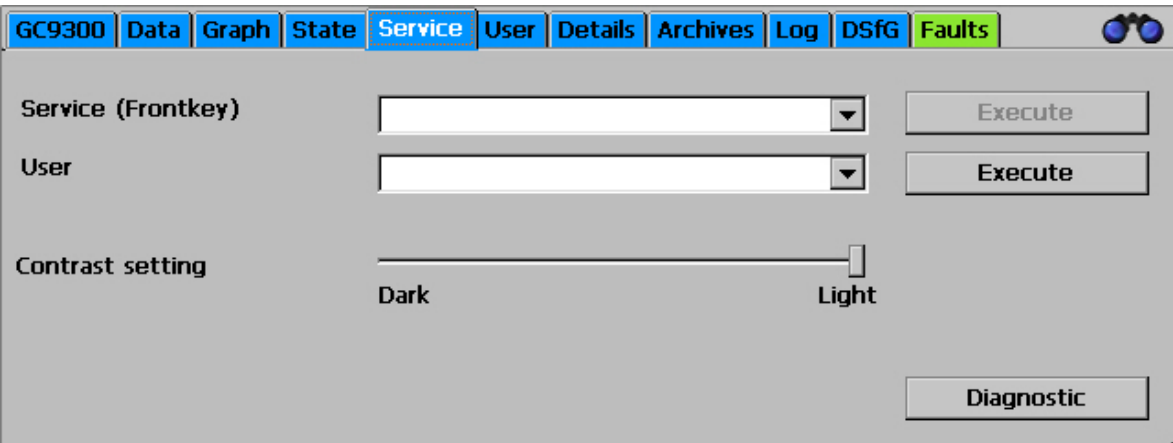 GC9300 Data Graph State Service User Details Archives Log DSfG Faults
Service (Frontkey) Execute
User Execute
Contrast setting
Dark Light
Diagnostic